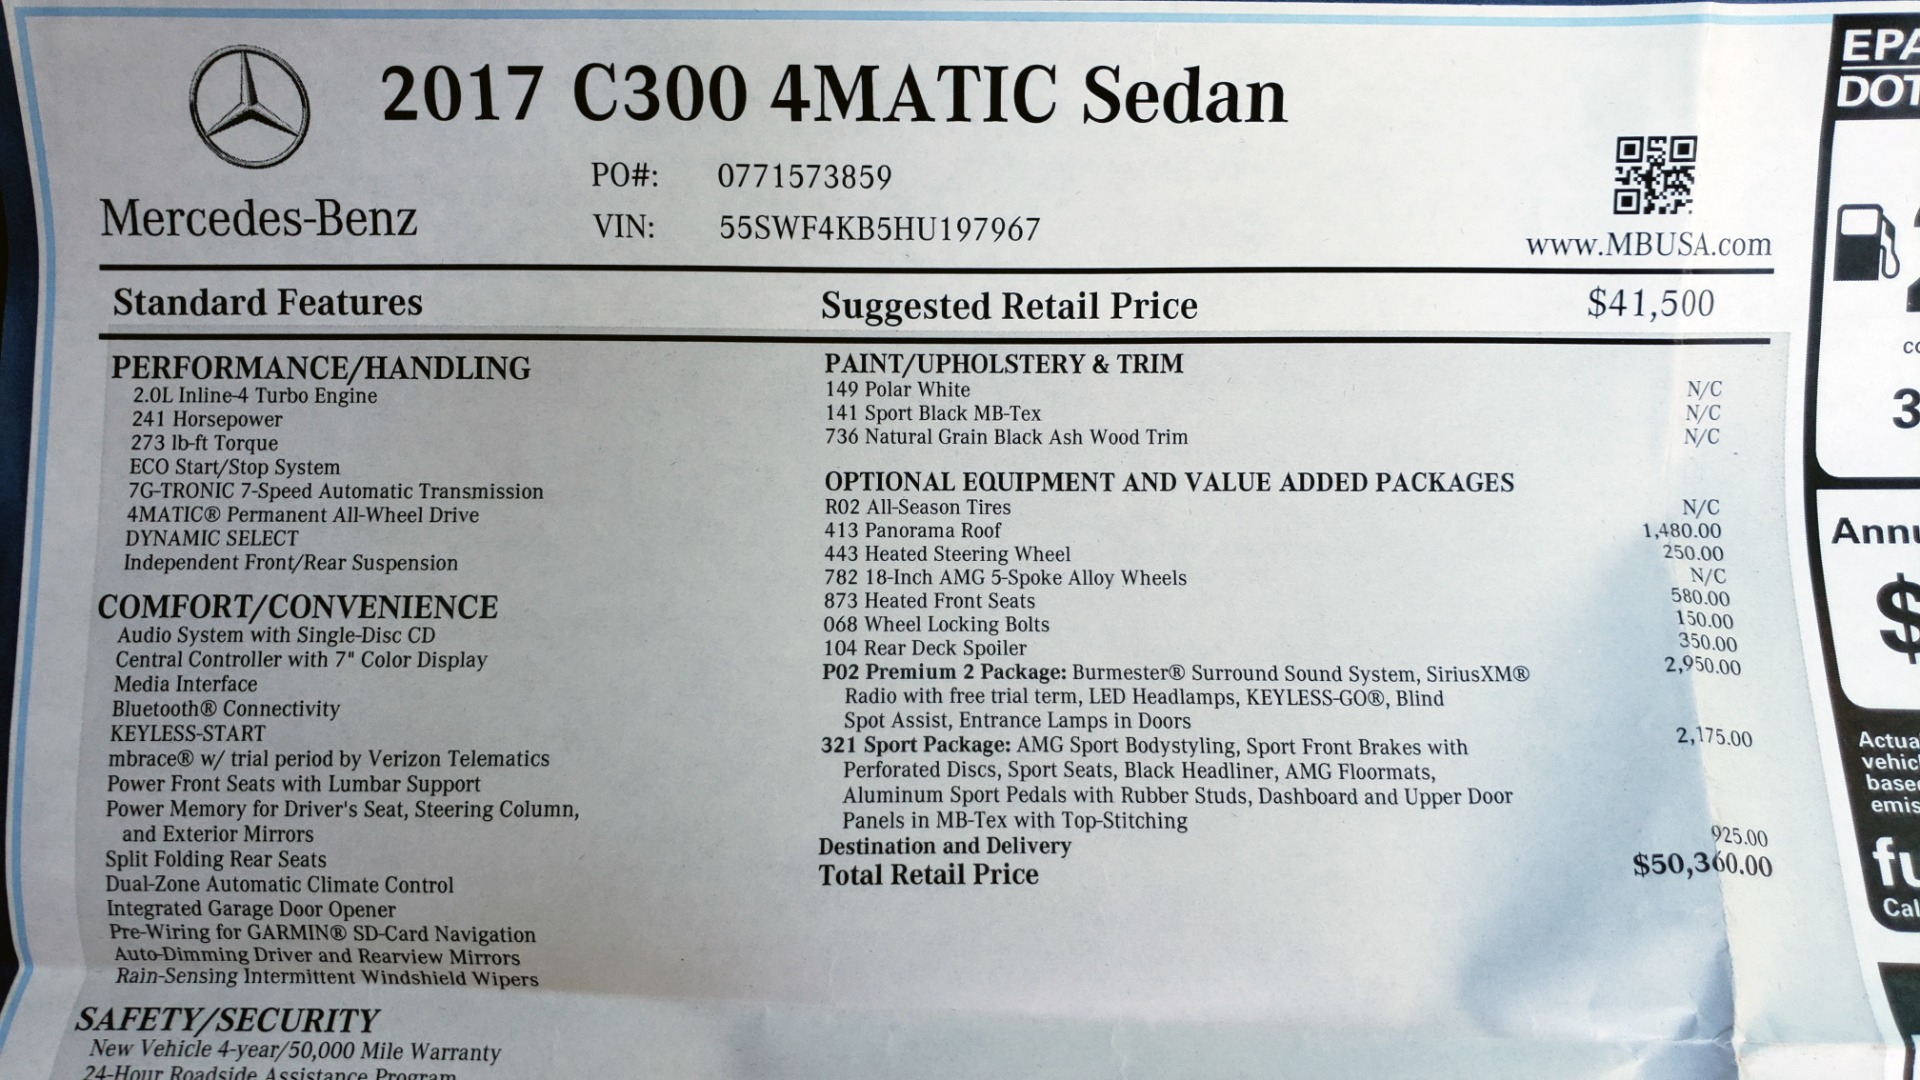 2017 C300 4MATIC Sedan
Mercedes-Benz
PO#: 0771573859
VIN: 55SWF4KB5HU197967
www.MBUSA.com
Standard Features
PERFORMANCE/HANDLING
2.0L Inline-4 Turbo Engine
241 Horsepower
273 lb-ft Torque
ECO Start/Stop System
7G-TRONIC 7-Speed Automatic Transmission
4MATIC® Permanent All-Wheel Drive
DYNAMIC SELECT
Independent Front/Rear Suspension
COMFORT/CONVENIENCE
Audio System with Single-Disc CD
Central Controller with 7" Color Display
Media Interface
Bluetooth® Connectivity
KEYLESS-START
mbrace® w/ trial period by Verizon Telematics
Power Front Seats with Lumbar Support
Power Memory for Driver's Seat, Steering Column,
and Exterior Mirrors
Split Folding Rear Seats
Dual-Zone Automatic Climate Control
Integrated Garage Door Opener
Pre-Wiring for GARMIN® SD-Card Navigation
Auto-Dimming Driver and Rearview Mirrors
Rain-Sensing Intermittent Windshield Wipers
SAFETY/SECURITY
New Vehicle 4-year/50,000 Mile Warranty
24-Hour Roadside Assistance Program
Suggested Retail Price $41,500
PAINT/UPHOLSTERY & TRIM
149 Polar White N/C
141 Sport Black MB-Tex N/C
736 Natural Grain Black Ash Wood Trim N/C
OPTIONAL EQUIPMENT AND VALUE ADDED PACKAGES
R02 All-Season Tires N/C
413 Panorama Roof 1,480.00
443 Heated Steering Wheel 250.00
782 18-Inch AMG 5-Spoke Alloy Wheels N/C
873 Heated Front Seats 580.00
068 Wheel Locking Bolts 150.00
104 Rear Deck Spoiler 350.00
P02 Premium 2 Package: Burmester® Surround Sound System, SiriusXM® 2,950.00
Radio with free trial term, LED Headlamps, KEYLESS-GO®, Blind
Spot Assist, Entrance Lamps in Doors
321 Sport Package: AMG Sport Bodystyling, Sport Front Brakes with 2,175.00
Perforated Discs, Sport Seats, Black Headliner, AMG Floormats,
Aluminum Sport Pedals with Rubber Studs, Dashboard and Upper Door
Panels in MB-Tex with Top-Stitching
Destination and Delivery 925.00
Total Retail Price $50,360.00
EPA
DOT
3
$